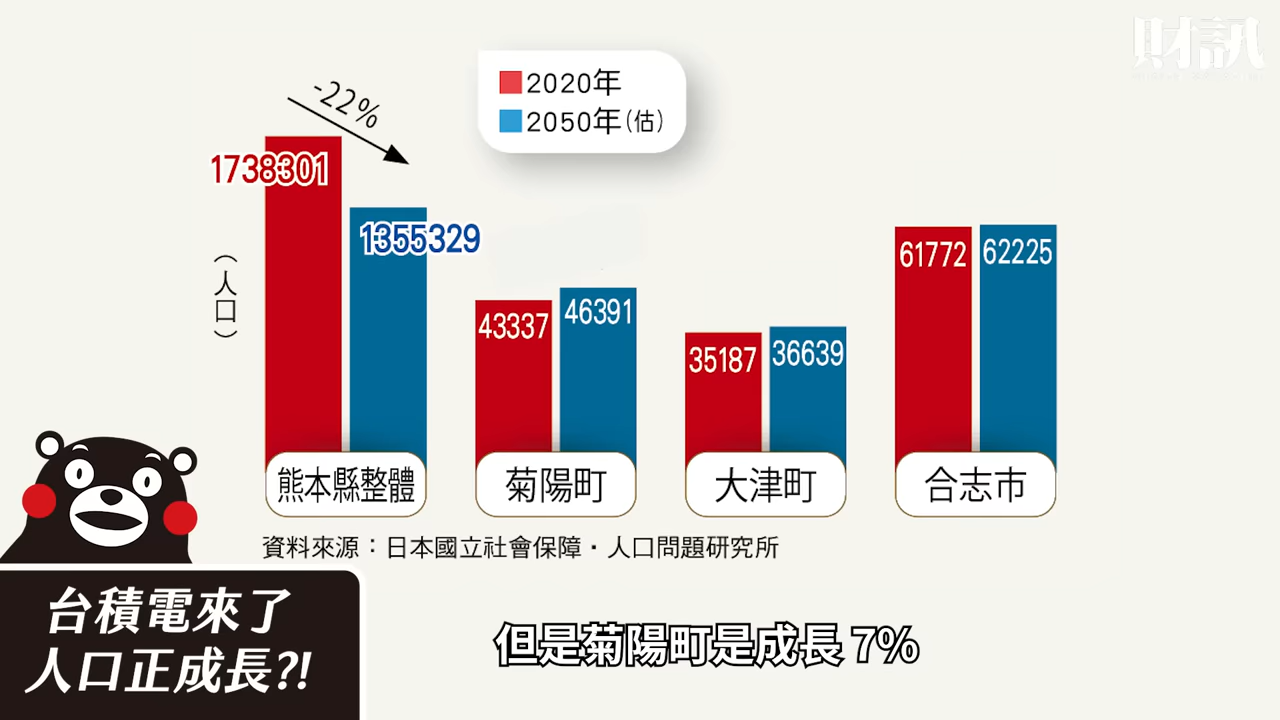 財訊
2020年
2050年(估)
-22%
1738301
1355329
43337
46391
35187
36639
61772
62225
(人口)
熊本縣整體
菊陽町
大津町
合志市
資料來源:日本國立社會保障・人口問題研究所
台積電來了
人口正成長?!
但是菊陽町是成長 7%